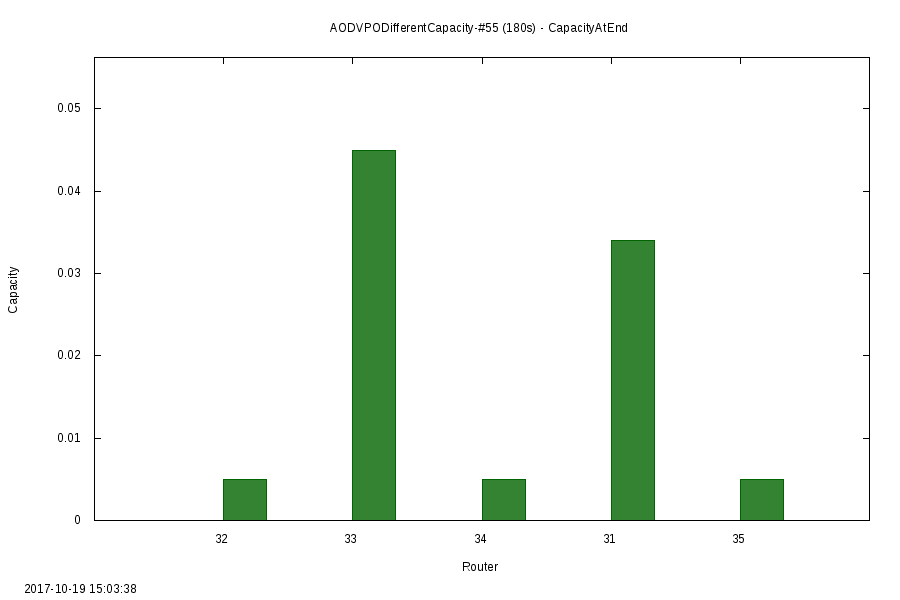 AODVPODifferentCapacity-#55 (180s) - CapacityAtEnd
0.05
0.04
0.03
0.02
0.01
0
Capacity
32 33 34 31 35
Router
2017-10-19 15:03:38